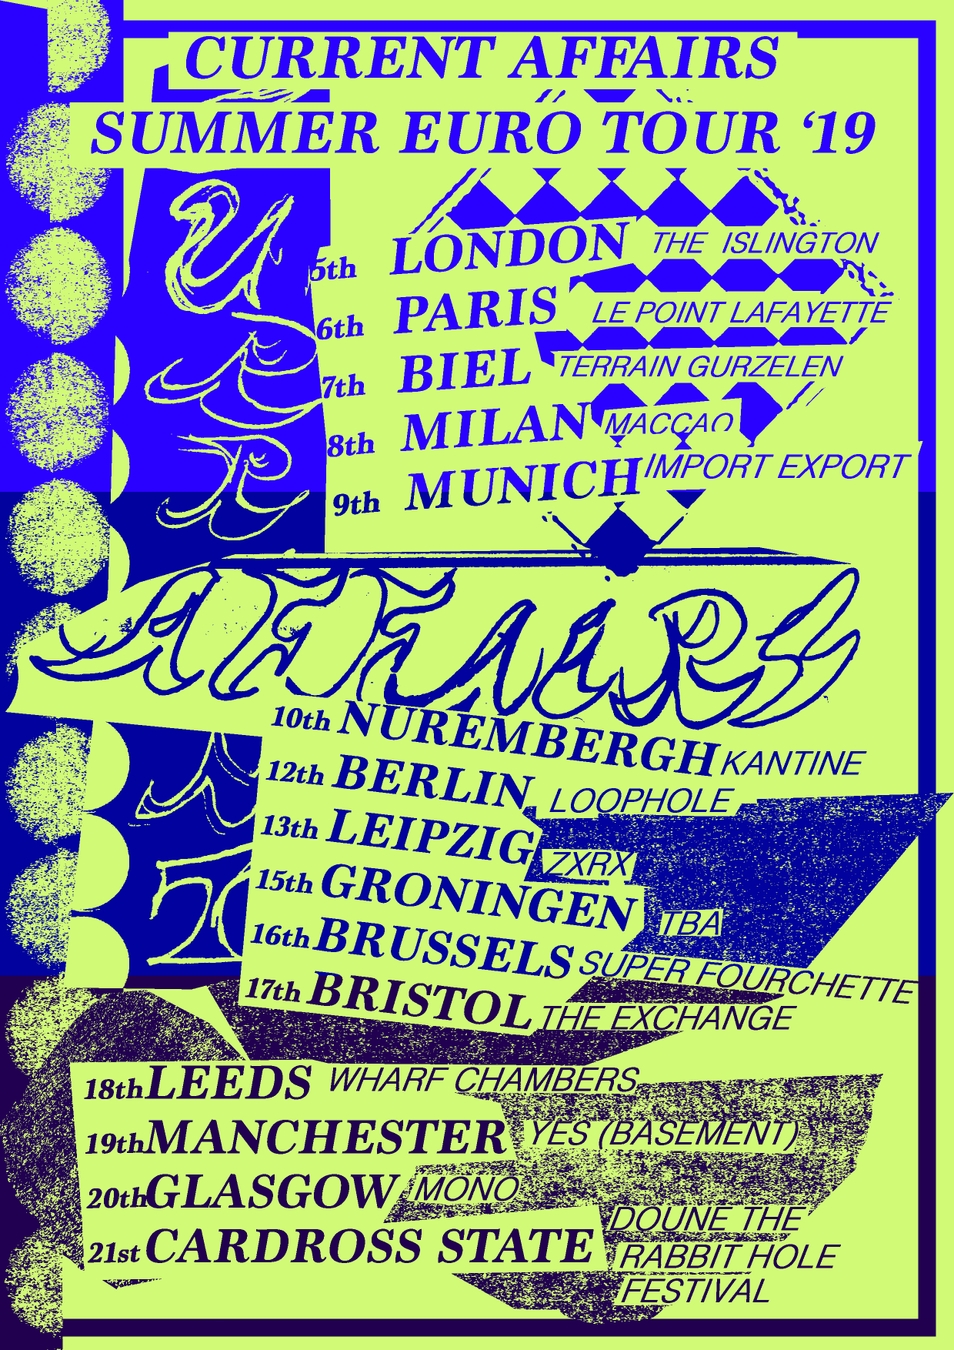 CURRENT AFFAIRS
SUMMER EURO TOUR ‘19
5th LONDON THE ISLINGTON
6th PARIS LE POINT LAFAYETTE
7th BIEL TERRAIN GURZELEN
8th MILAN MACCAO
9th MUNICH IMPORT EXPORT
AFFAIRS
10th NUREMBERGH KANTINE
12th BERLIN LOOPHOLE
13th LEIPZIG ZXRX
15th GRONINGEN TBA
16th BRUSSELS SUPER FOURCHETTE
17th BRISTOL THE EXCHANGE
18th LEEDS WHARF CHAMBERS
19th MANCHESTER YES (BASEMENT)
20th GLASGOW MONO
21st CARDROSS STATE DOUNE THE
RABBIT HOLE
FESTIVAL